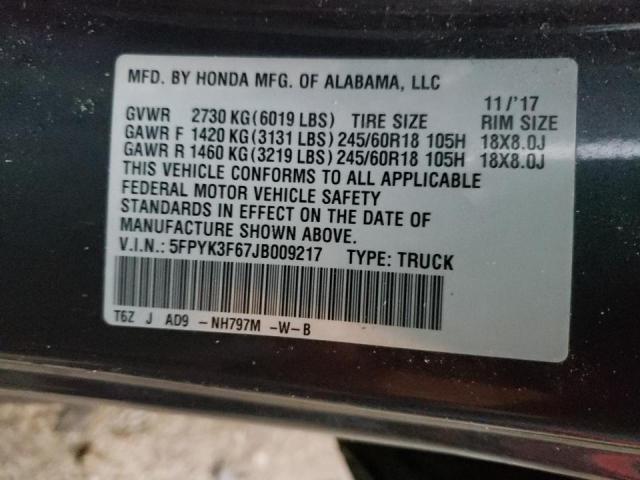 MFD. BY HONDA MFG. OF ALABAMA, LLC
11/'17
GVWR 2730 KG(6019 LBS) TIRE SIZE RIM SIZE
GAWR F 1420 KG(3131 LBS)245/60R18 105H 18X8.0J
GAWR R 1460 KG(3219 LBS)245/60R18 105H 18X8.0J
THIS VEHICLE CONFORMS TO ALL APPLICABLE
FEDERAL MOTOR VEHICLE SAFETY
STANDARDS IN EFFECT ON THE DATE OF
MANUFACTURE SHOWN ABOVE.
V.I.N.: 5FPYK3F67JB009217 TYPE: TRUCK
T6Z J AD9 -NH797M -W-B